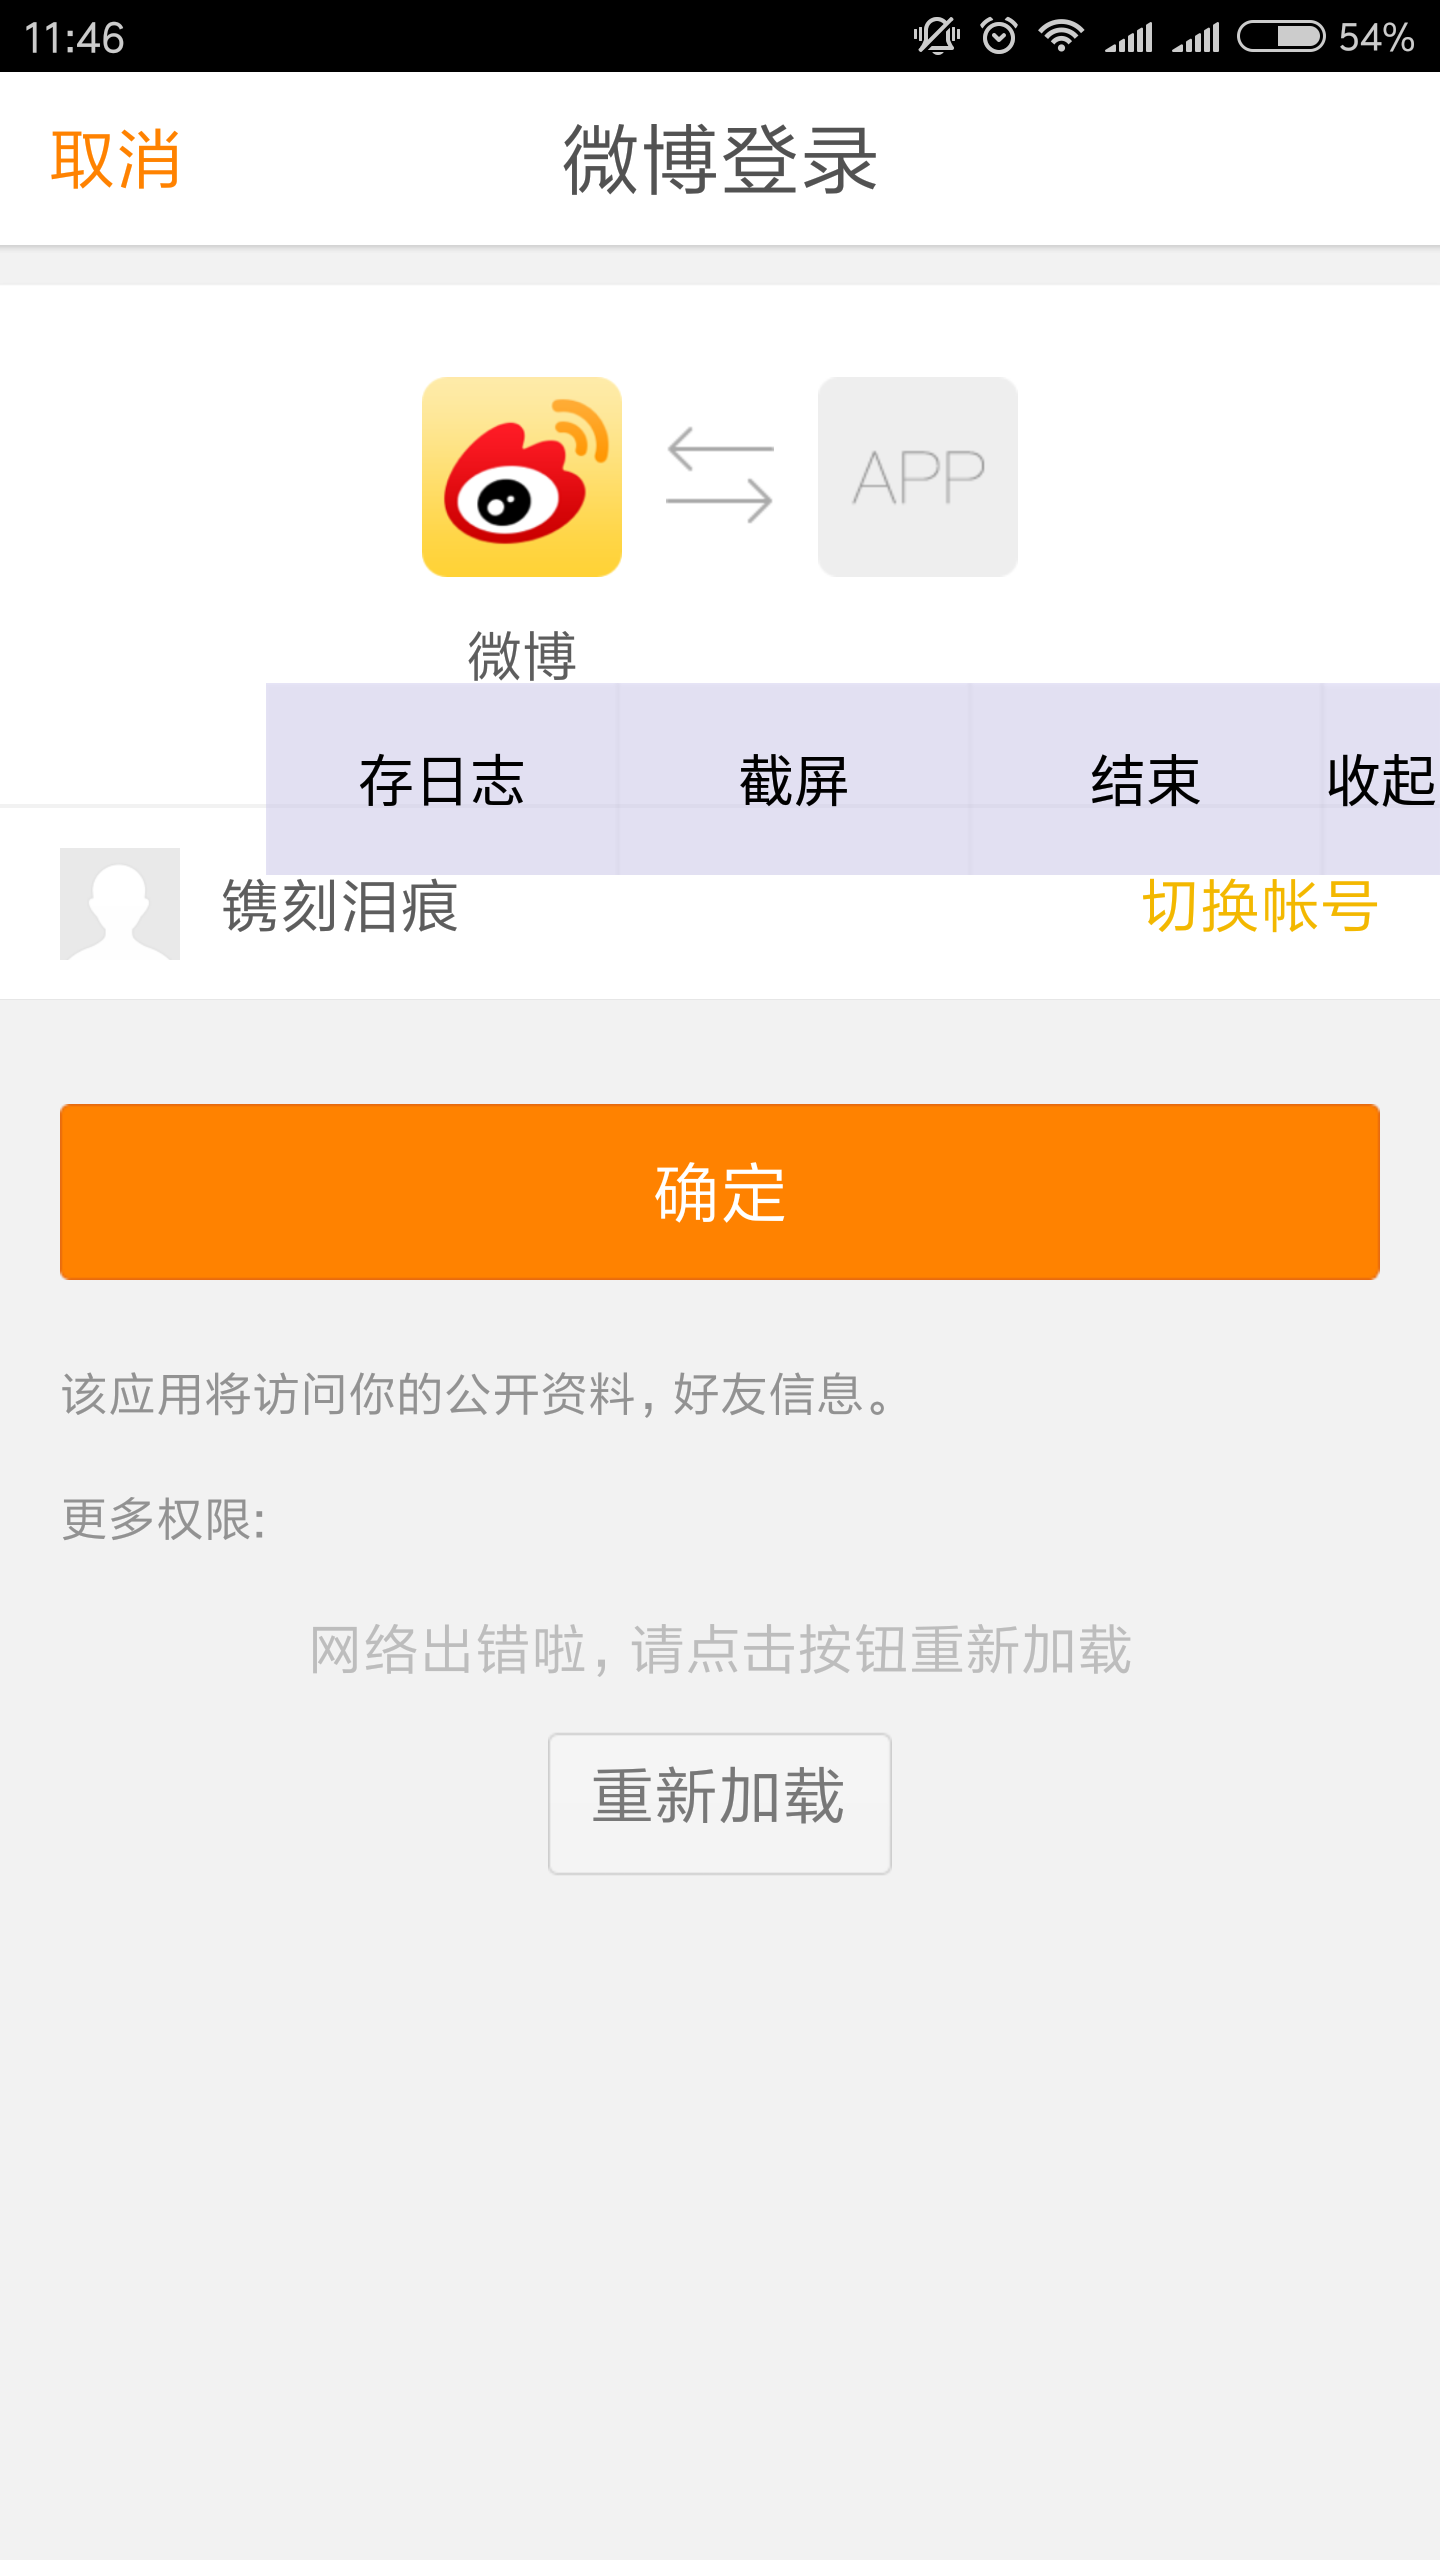 11:46 54%
取消 微博登录
APP
微博
存日志 截屏 结束 收起
镌刻泪痕 切换帐号
确定
该应用将访问你的公开资料，好友信息。
更多权限:
网络出错啦，请点击按钮重新加载
重新加载